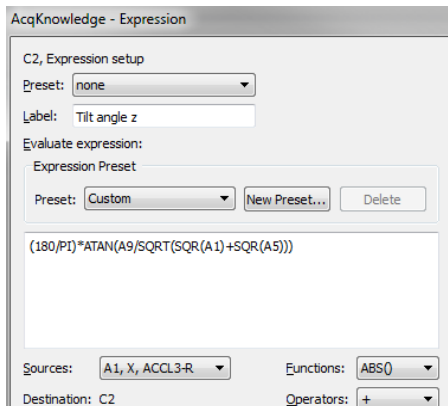 AcqKnowledge - Expression
C2, Expression setup
Preset: none
Label: Tilt angle z
Evaluate expression:
Expression Preset
Preset: Custom New Preset... Delete
(180/PI)*ATAN(A9/SQRT(SQR(A1)+SQR(A5)))
Sources: A1, X, ACCL3-R Functions: ABS()
Destination: C2 Operators: +